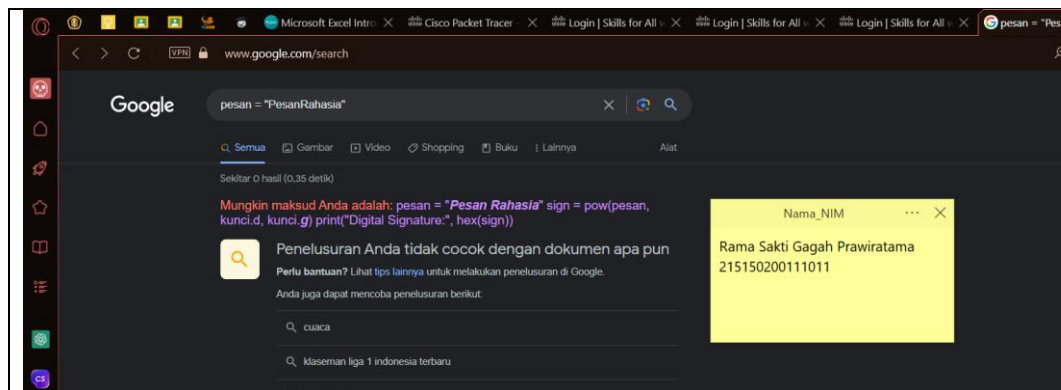 Microsoft Excel Intro
Cisco Packet Tracer -
Login | Skills for All
Login | Skills for All
Login | Skills for All
pesan = "Pes
VPN
www.google.com/search
Google
pesan = "PesanRahasia"
Semua
Gambar
Video
Shopping
Buku
Lainnya
Alat
Sekitar 0 hasil (0,35 detik)
Mungkin maksud Anda adalah: pesan = "Pesan Rahasia" sign = pow(pesan,
kunci.d, kunci.g) print("Digital Signature:", hex(sign))
Penelusuran Anda tidak cocok dengan dokumen apa pun
Perlu bantuan? Lihat tips lainnya untuk melakukan penelusuran di Google.
Anda juga dapat mencoba penelusuran berikut:
cuaca
klaseman liga 1 indonesia terbaru
Nama_NIM
Rama Sakti Gagah Prawiratama
215150200111011
CS